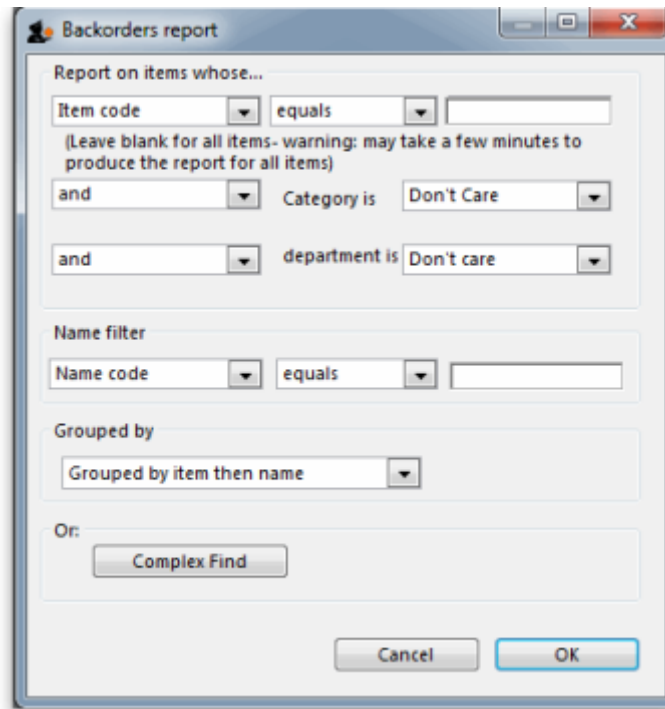 Backorders report
Report on items whose...
Item code equals
(Leave blank for all items- warning: may take a few minutes to
produce the report for all items)
and Category is Don't Care
and department is Don't care
Name filter
Name code equals
Grouped by
Grouped by item then name
Or:
Complex Find
Cancel OK